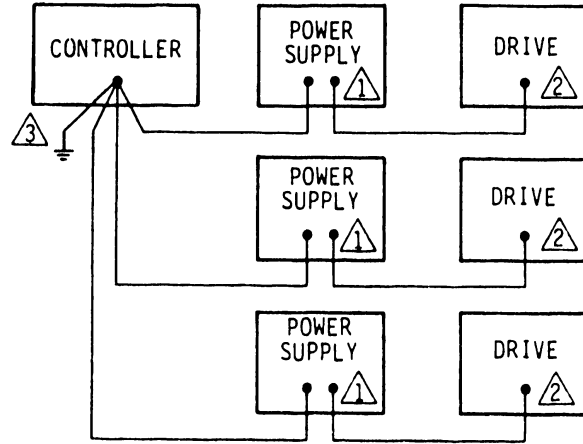 CONTROLLER
POWER
SUPPLY
1
DRIVE
2
3
POWER
SUPPLY
1
DRIVE
2
POWER
SUPPLY
1
DRIVE
2